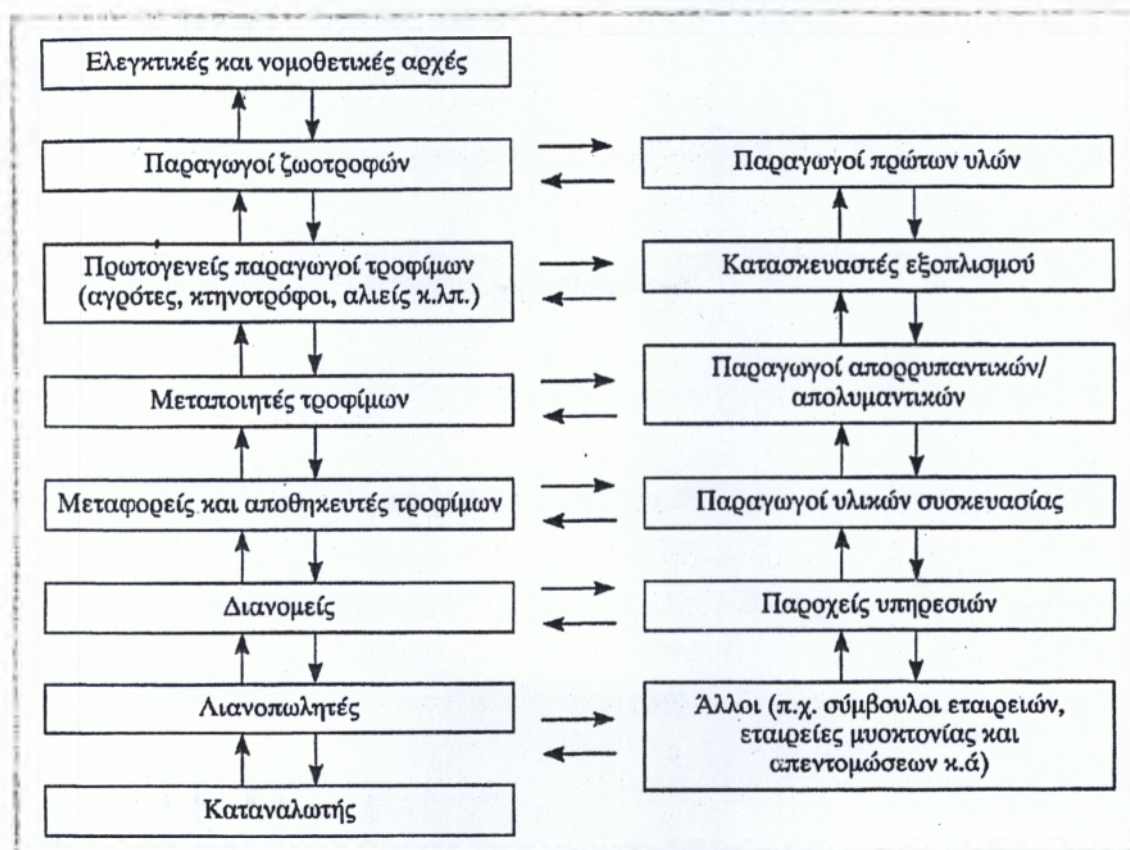 Ελεγκτικές και νομοθετικές αρχές
Παραγωγοί ζωοτροφών
Παραγωγοί πρώτων υλών
Πρωτογενείς παραγωγοί τροφίμων
(αγρότες, κτηνοτρόφοι, αλιείς κ.λπ.)
Κατασκευαστές εξοπλισμού
Μεταποιητές τροφίμων
Παραγωγοί απορρυπαντικών/
απολυμαντικών
Μεταφορείς και αποθηκευτές τροφίμων
Παραγωγοί υλικών συσκευασίας
Διανομείς
Παροχείς υπηρεσιών
Λιανοπωλητές
Άλλοι (π.χ. σύμβουλοι εταιρειών,
εταιρείες μυοκτονίας και
απεντομώσεων κ.ά)
Καταναλωτής